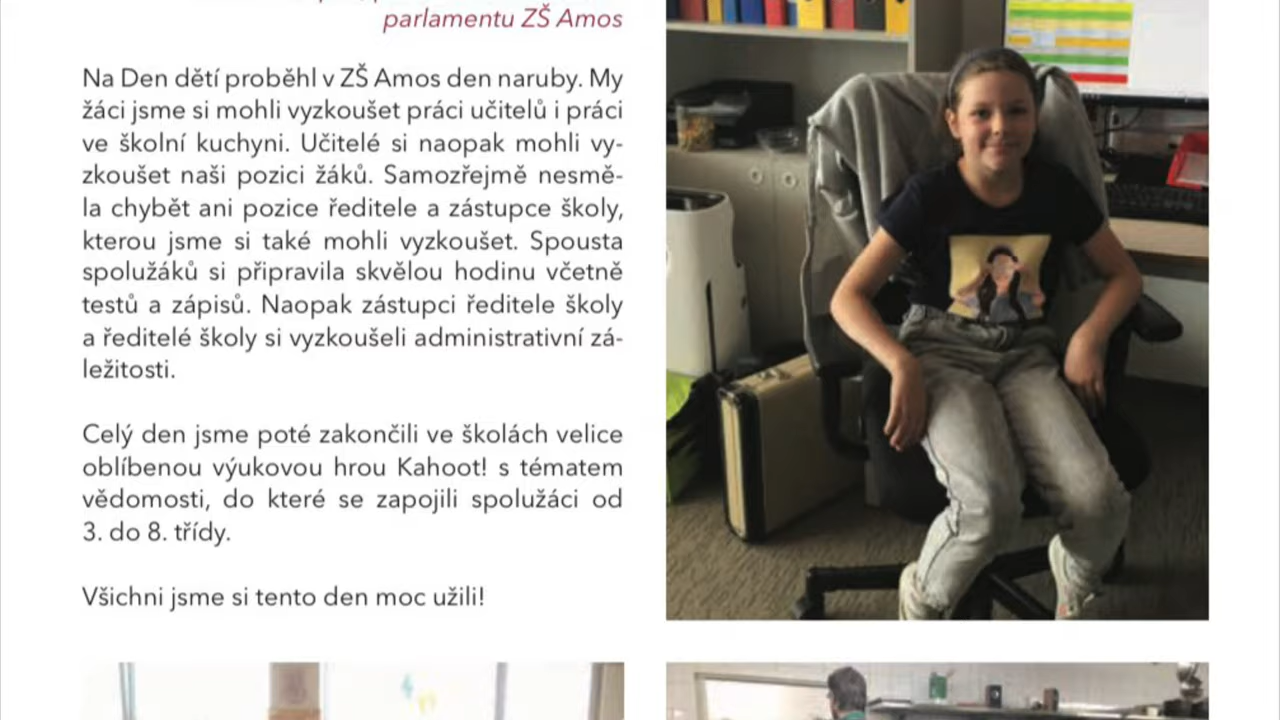 parlamentu ZŠ Amos
Na Den dětí proběhl v ZŠ Amos den naruby. My
žáci jsme si mohli vyzkoušet práci učitelů i práci
ve školní kuchyni. Učitelé si naopak mohli vy-
zkoušet naši pozici žáků. Samozřejmě nesmě-
la chybět ani pozice ředitele a zástupce školy,
kterou jsme si také mohli vyzkoušet. Spousta
spolužáků si připravila skvělou hodinu včetně
testů a zápisů. Naopak zástupci ředitele školy
a ředitelé školy si vyzkoušeli administrativní zá-
ležitosti.
Celý den jsme poté zakončili ve školách velice
oblíbenou výukovou hrou Kahoot! s tématem
vědomosti, do které se zapojili spolužáci od
3. do 8. třídy.
Všichni jsme si tento den moc užili!